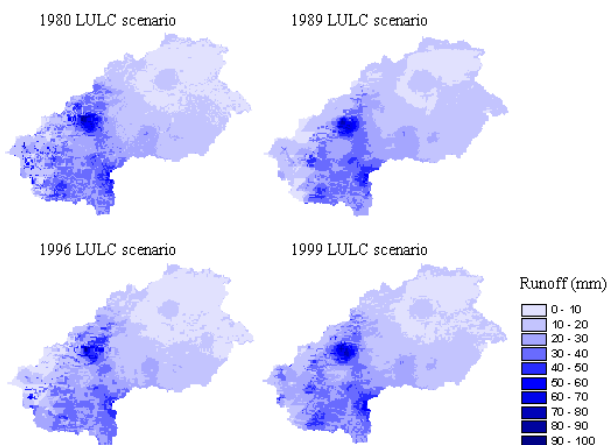 1980 LULC scenario
1989 LULC scenario
1996 LULC scenario
1999 LULC scenario
Runoff (mm)
0 - 10
10 - 20
20 - 30
30 - 40
40 - 50
50 - 60
60 - 70
70 - 80
80 - 90
90 - 100